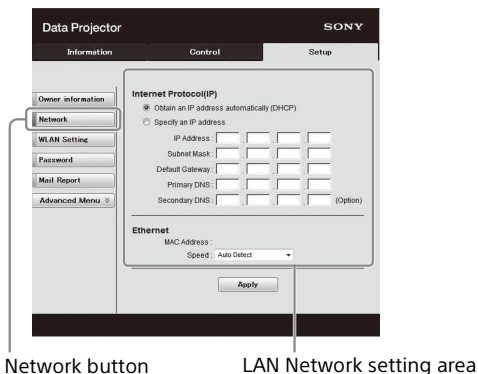 Data Projector SONY
Information Control Setup
Owner information
Network
WLAN Setting
Password
Mail Report
Advanced Menu
Internet Protocol(IP)
Obtain an IP address automatically (DHCP)
Specify an IP address
IP Address :
Subnet Mask :
Default Gateway :
Primary DNS :
Secondary DNS : (Option)
Ethernet
MAC Address :
Speed : Auto Detect
Apply
Network button
LAN Network setting area